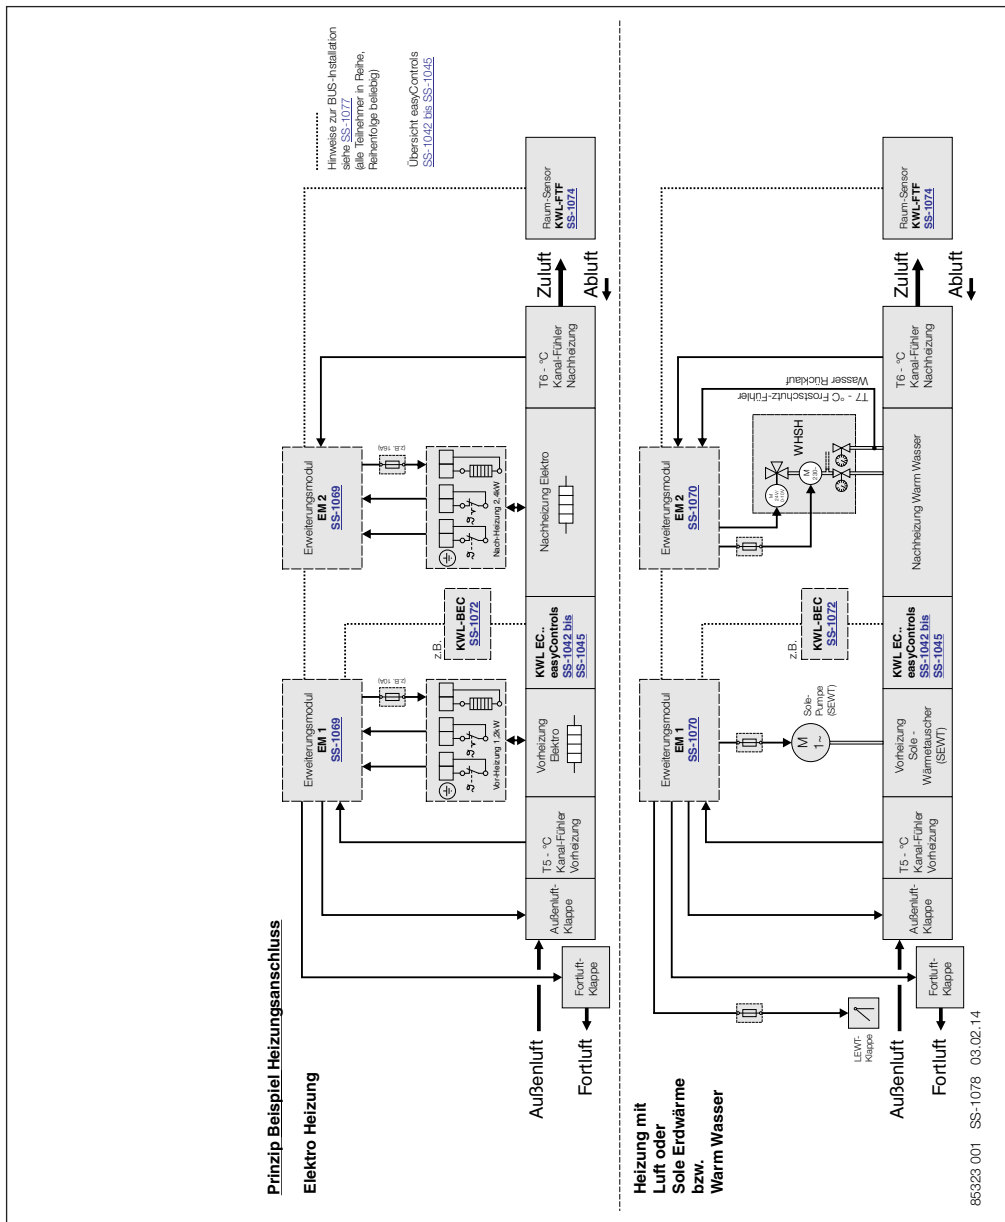 Prinzip Beispiel Heizungsanschluss
Elektro Heizung
Hinweise zur BUS-Installation
siehe SS-1077
(alle Teilnehmer in Reihe,
Reihenfolge beliebig)
Übersicht easyControls
SS-1042 bis SS-1045
Erweiterungsmodul
EM 1
SS-1069
Erweiterungsmodul
EM 2
SS-1069
(z.B. 10A)
(z.B. 16A)
Vor-Heizung 1,2kW
z.B.
KWL-BEC
SS-1072
Nach-Heizung 2,4kW
Außenluft
Fortluft
Fortluft-
Klappe
Außenluft-
Klappe
T5 - °C
Kanal-Fühler
Vorheizung
Vorheizung
Elektro
KWL EC..
easyControls
SS-1042 bis
SS-1045
Nachheizung Elektro
T6 - °C
Kanal-Fühler
Nachheizung
Zuluft
Abluft
Raum-Sensor
KWL-FTF
SS-1074
Heizung mit
Luft oder
Sole Erdwärme
bzw.
Warm Wasser
Erweiterungsmodul
EM 1
SS-1070
Erweiterungsmodul
EM 2
SS-1070
z.B.
KWL-BEC
SS-1072
M
1~
Sole-
Pumpe
(SEWT)
M
24V
0-10V
M
230-
WHSH
T7 - °C Frostschutz-Fühler
Wasser Rücklauf
LEWT-
Klappe
Außenluft
Fortluft
Fortluft-
Klappe
Außenluft-
Klappe
T5 - °C
Kanal-Fühler
Vorheizung
Vorheizung
Sole -
Wärmetauscher
(SEWT)
KWL EC..
easyControls
SS-1042 bis
SS-1045
Nachheizung Warm Wasser
T6 - °C
Kanal-Fühler
Nachheizung
Zuluft
Abluft
Raum-Sensor
KWL-FTF
SS-1074
85323 001 SS-1078 03.02.14